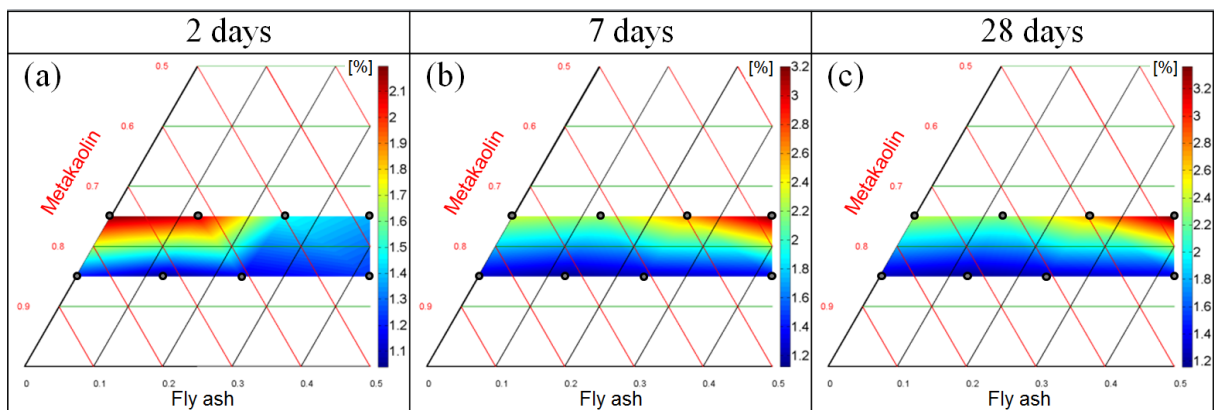 2 days 7 days 28 days
(a) [%] (b) [%] (c) [%]
0.5 0.5 0.5
0.6 0.6 0.6
0.7 0.7 0.7
0.8 0.8 0.8
0.9 0.9 0.9
Metakaolin Metakaolin Metakaolin
2.1 3.2 3.2
2 3 3
1.9 2.8 2.8
1.8 2.6 2.6
1.7 2.4 2.4
1.6 2.2 2.2
1.5 2 2
1.4 1.8 1.8
1.3 1.6 1.6
1.2 1.4 1.4
1.1 1.2 1.2
0 0.1 0.2 0.3 0.4 0.5 0 0.1 0.2 0.3 0.4 0.5 0 0.1 0.2 0.3 0.4 0.5
Fly ash Fly ash Fly ash